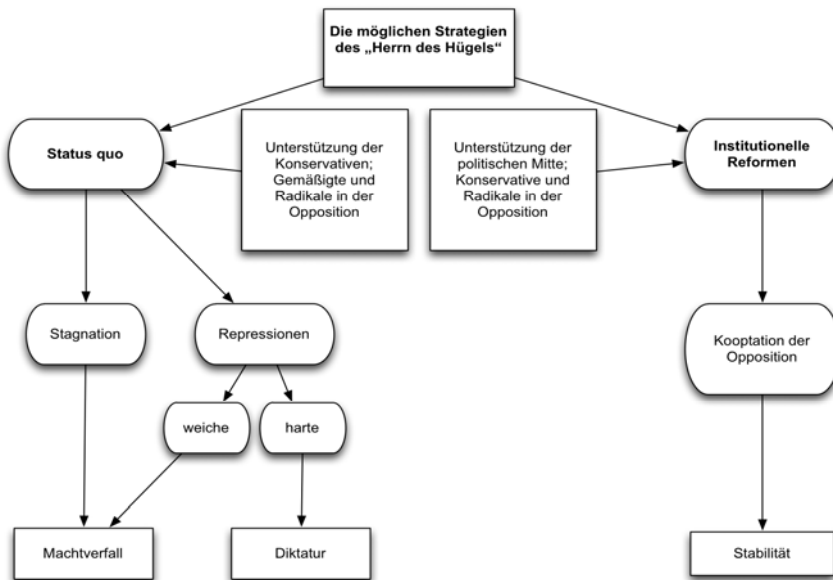 Die möglichen Strategien
des „Herrn des Hügels“
Status quo
Unterstützung der
Konservativen;
Gemäßigte und
Radikale in der
Opposition
Unterstützung der
politischen Mitte;
Konservative und
Radikale in der
Opposition
Institutionelle
Reformen
Stagnation
Repressionen
Kooptation der
Opposition
weiche
harte
Machtverfall
Diktatur
Stabilität